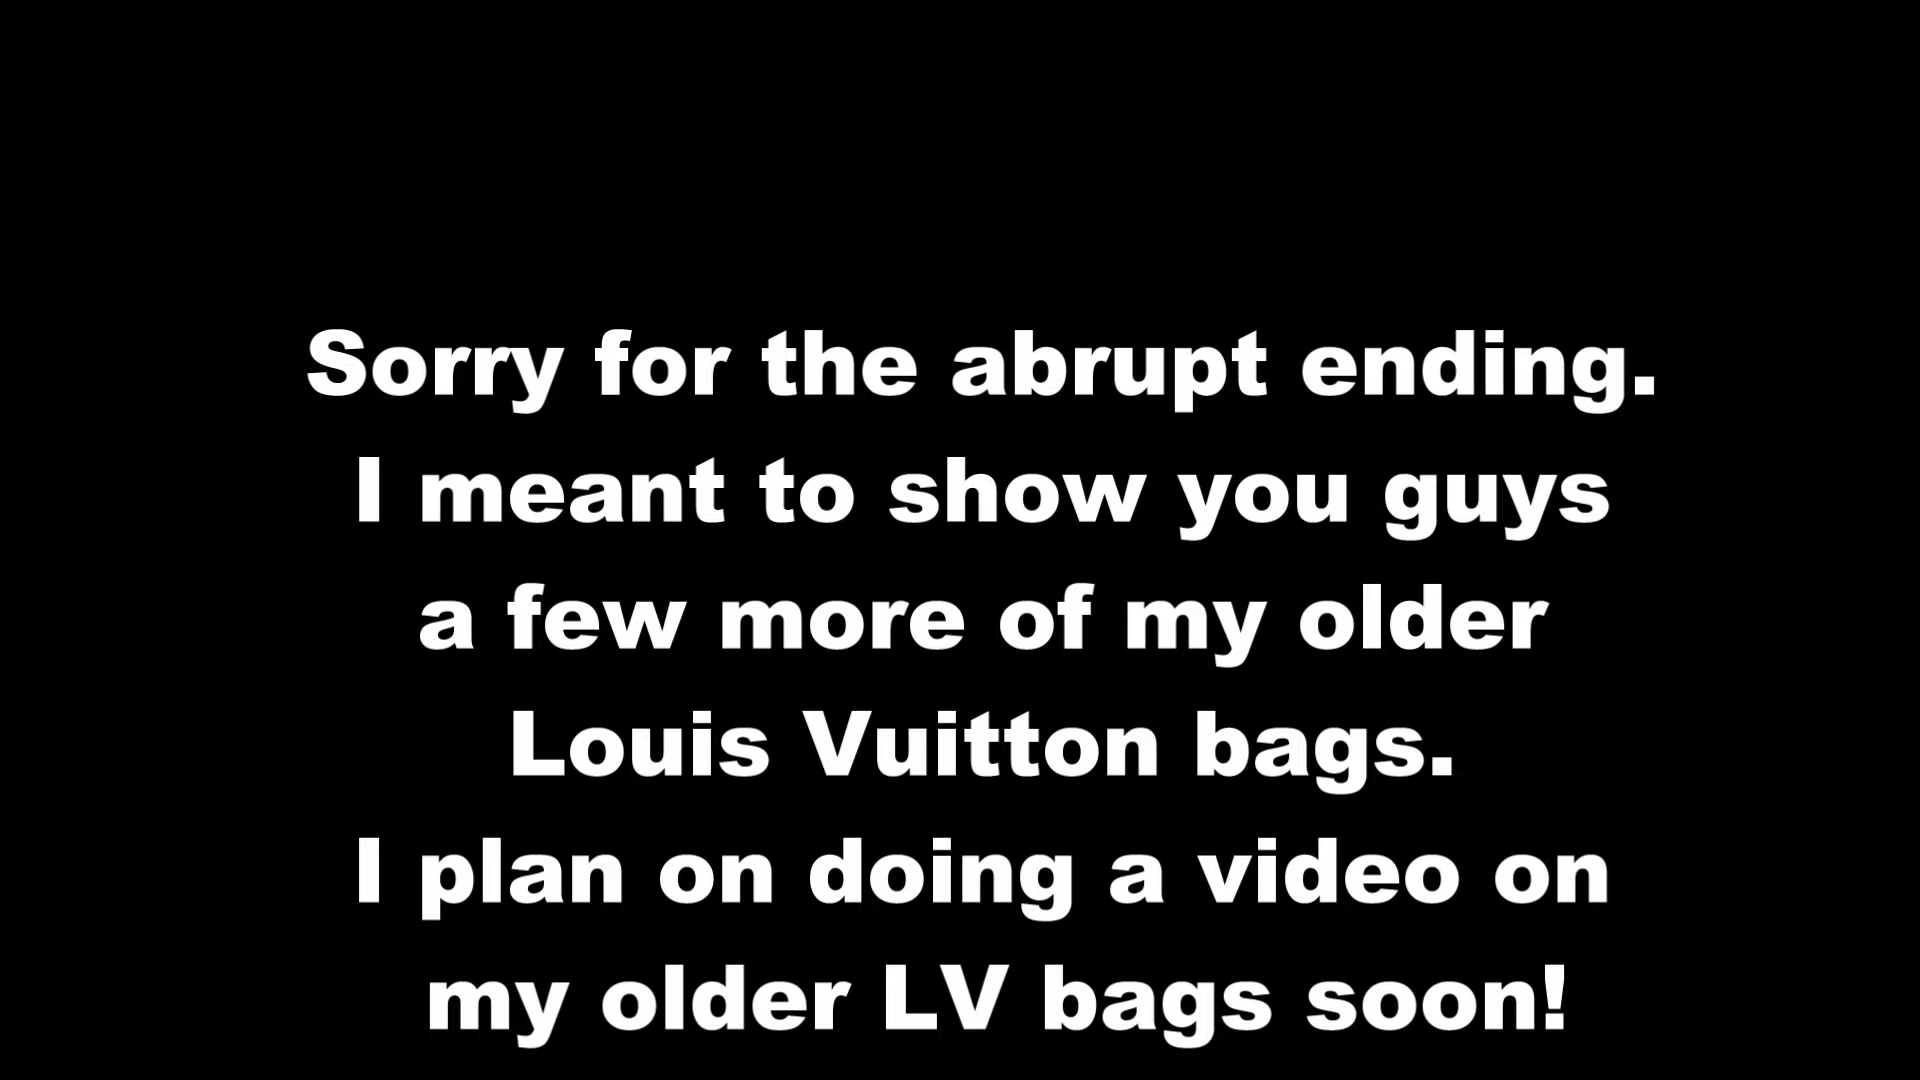 Sorry for the abrupt ending.
I meant to show you guys
a few more of my older
Louis Vuitton bags.
I plan on doing a video on
my older LV bags soon!